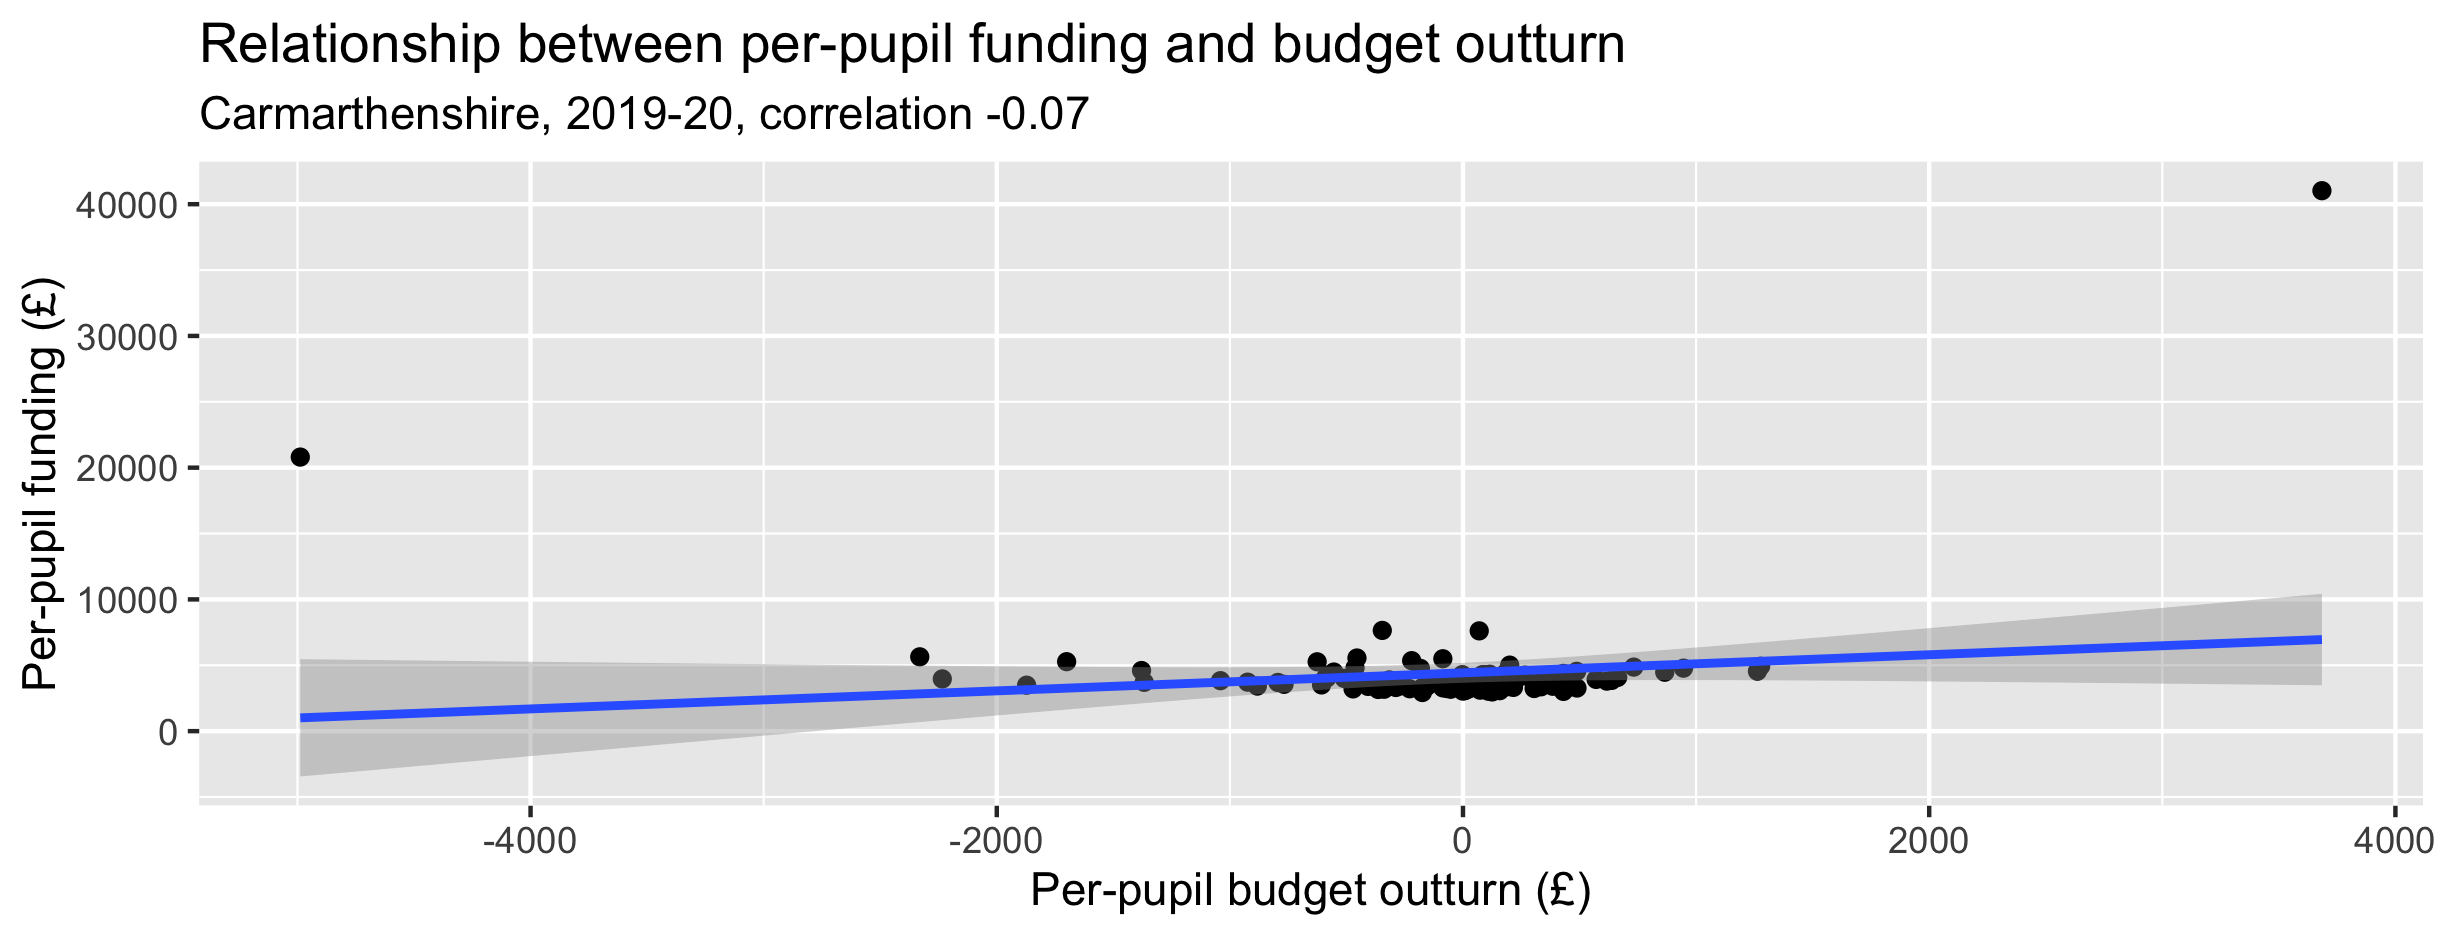 Relationship between per-pupil funding and budget outturn
Carmarthenshire, 2019-20, correlation -0.07
Per-pupil funding (£)
40000
30000
20000
10000
0
-4000
-2000
0
2000
4000
Per-pupil budget outturn (£)